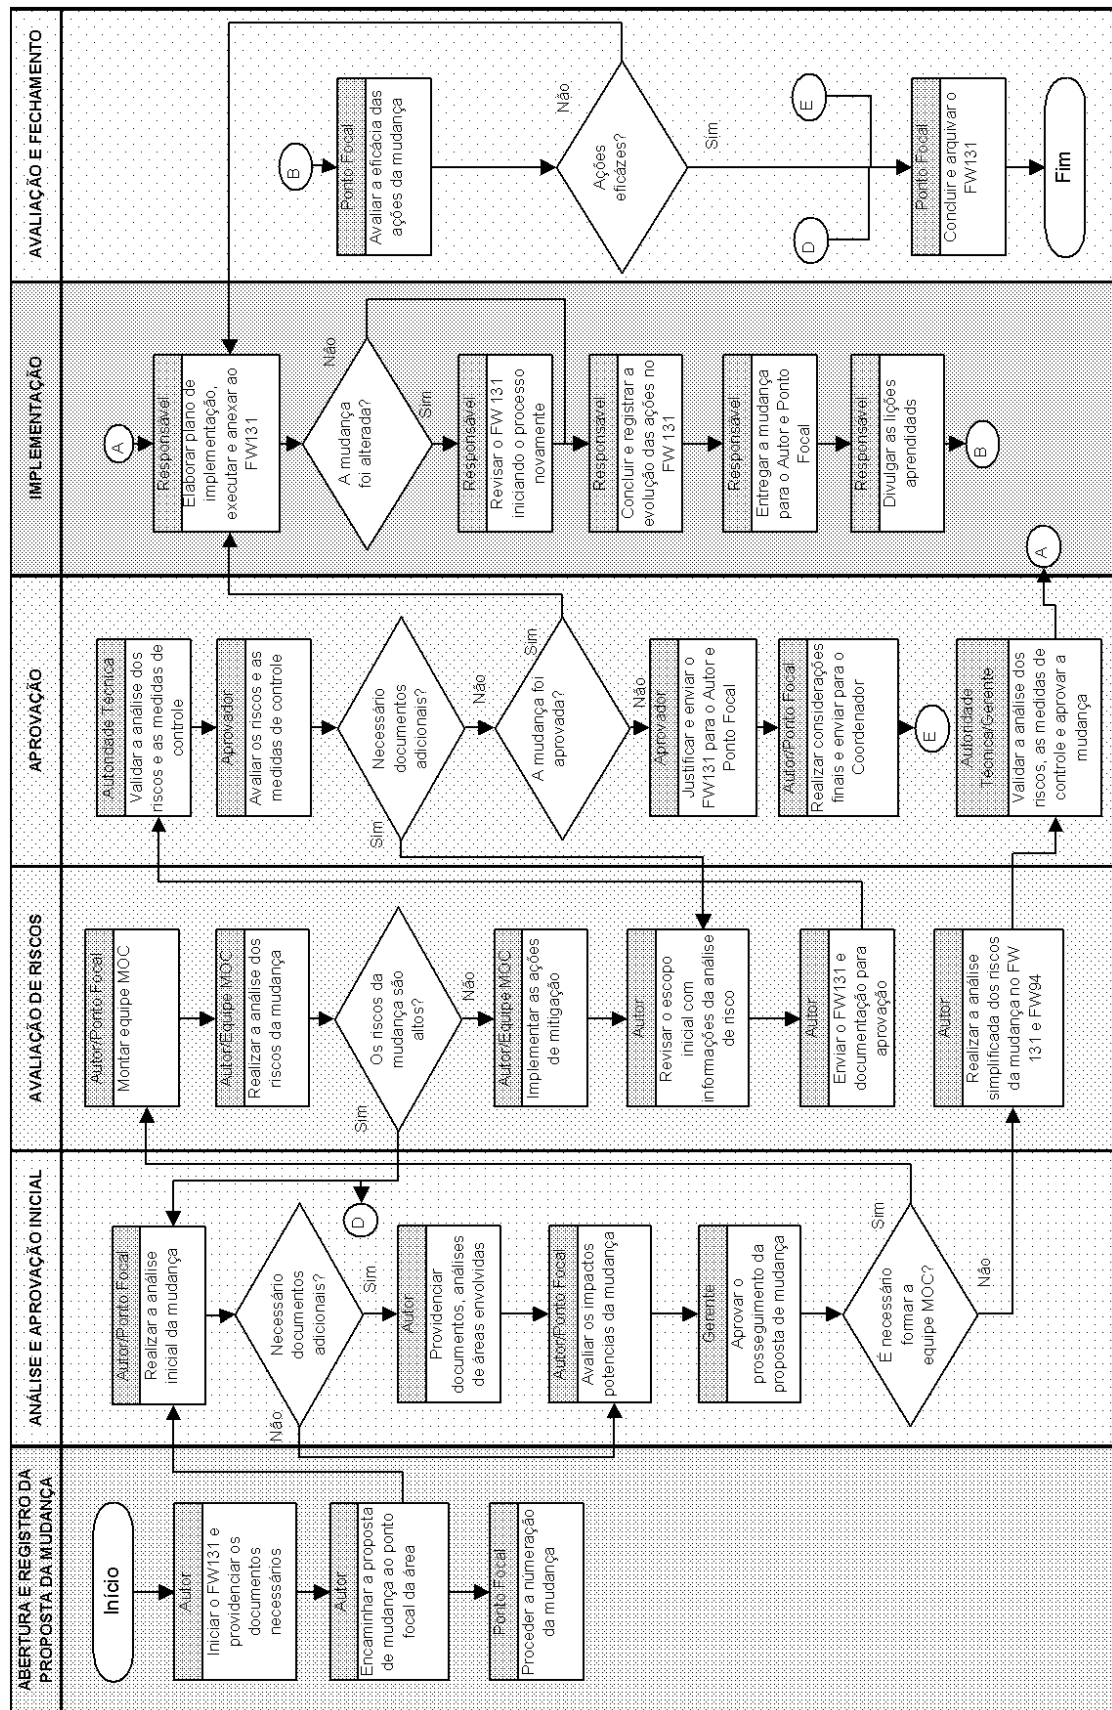 ABERTURA E REGISTRO DA
PROPOSTA DA MUDANÇA
Início
Autor
Iniciar o FW131 e
providenciar os
documentos
necessários
Autor
Encaminhar a proposta
de mudança ao ponto
focal da área
Ponto Focal
Proceder a numeração
da mudança
ANÁLISE E APROVAÇÃO INICIAL
Autor/Ponto Focal
Realizar a análise
inicial da mudança
Necessário
documentos
adicionais?
Não
Sim
D
Autor
Providenciar
documentos, análises
de áreas envolvidas
Autor/Ponto Focal
Avaliar os impactos
potencias da mudança
Gerente
Aprovar o
prosseguimento da
proposta de mudança
É necessário
formar a
equipe MOC?
Sim
Não
AVALIAÇÃO DE RISCOS
Autor/Ponto Focal
Montar equipe MOC
Autor/Equipe MOC
Realizar a análise dos
riscos da mudança
Os riscos da
mudança são
altos?
Sim
Não
Autor/Equipe MOC
Implementar as ações
de mitigação
Autor
Revisar o escopo
inicial com
informações da análise
de risco
Autor
Enviar o FW131 e
documentação para
aprovação
Autor
Realizar a análise
simplificada dos riscos
da mudança no FW
131 e FW94
APROVAÇÃO
Autoridade Técnica
Validar a análise dos
riscos e as medidas de
controle
Aprovador
Avaliar os riscos e as
medidas de controle
Necessário
documentos
adicionais?
Sim
Não
A mudança foi
aprovada?
Sim
Não
Aprovador
Justificar e enviar o
FW131 para o Autor e
Ponto Focal
Autor/Ponto Focal
Realizar considerações
finais e enviar para o
Coordenador
E
Autoridade
Técnica/Gerente
Validar a análise dos
riscos, as medidas de
controle e aprovar a
mudança
A
IMPLEMENTAÇÃO
A
Responsável
Elaborar plano de
implementação,
executar e anexar ao
FW131
A mudança
foi alterada?
Não
Sim
Responsável
Revisar o FW 131
iniciando o processo
novamente
Responsável
Concluir e registrar a
evolução das ações no
FW 131
Responsável
Entregar a mudança
para o Autor e Ponto
Focal
Responsável
Divulgar as lições
aprendidas
B
AVALIAÇÃO E FECHAMENTO
B
Ponto Focal
Avaliar a eficácia das
ações da mudança
Ações
eficázes?
Não
Sim
D
E
Ponto Focal
Concluir e arquivar o
FW131
Fim